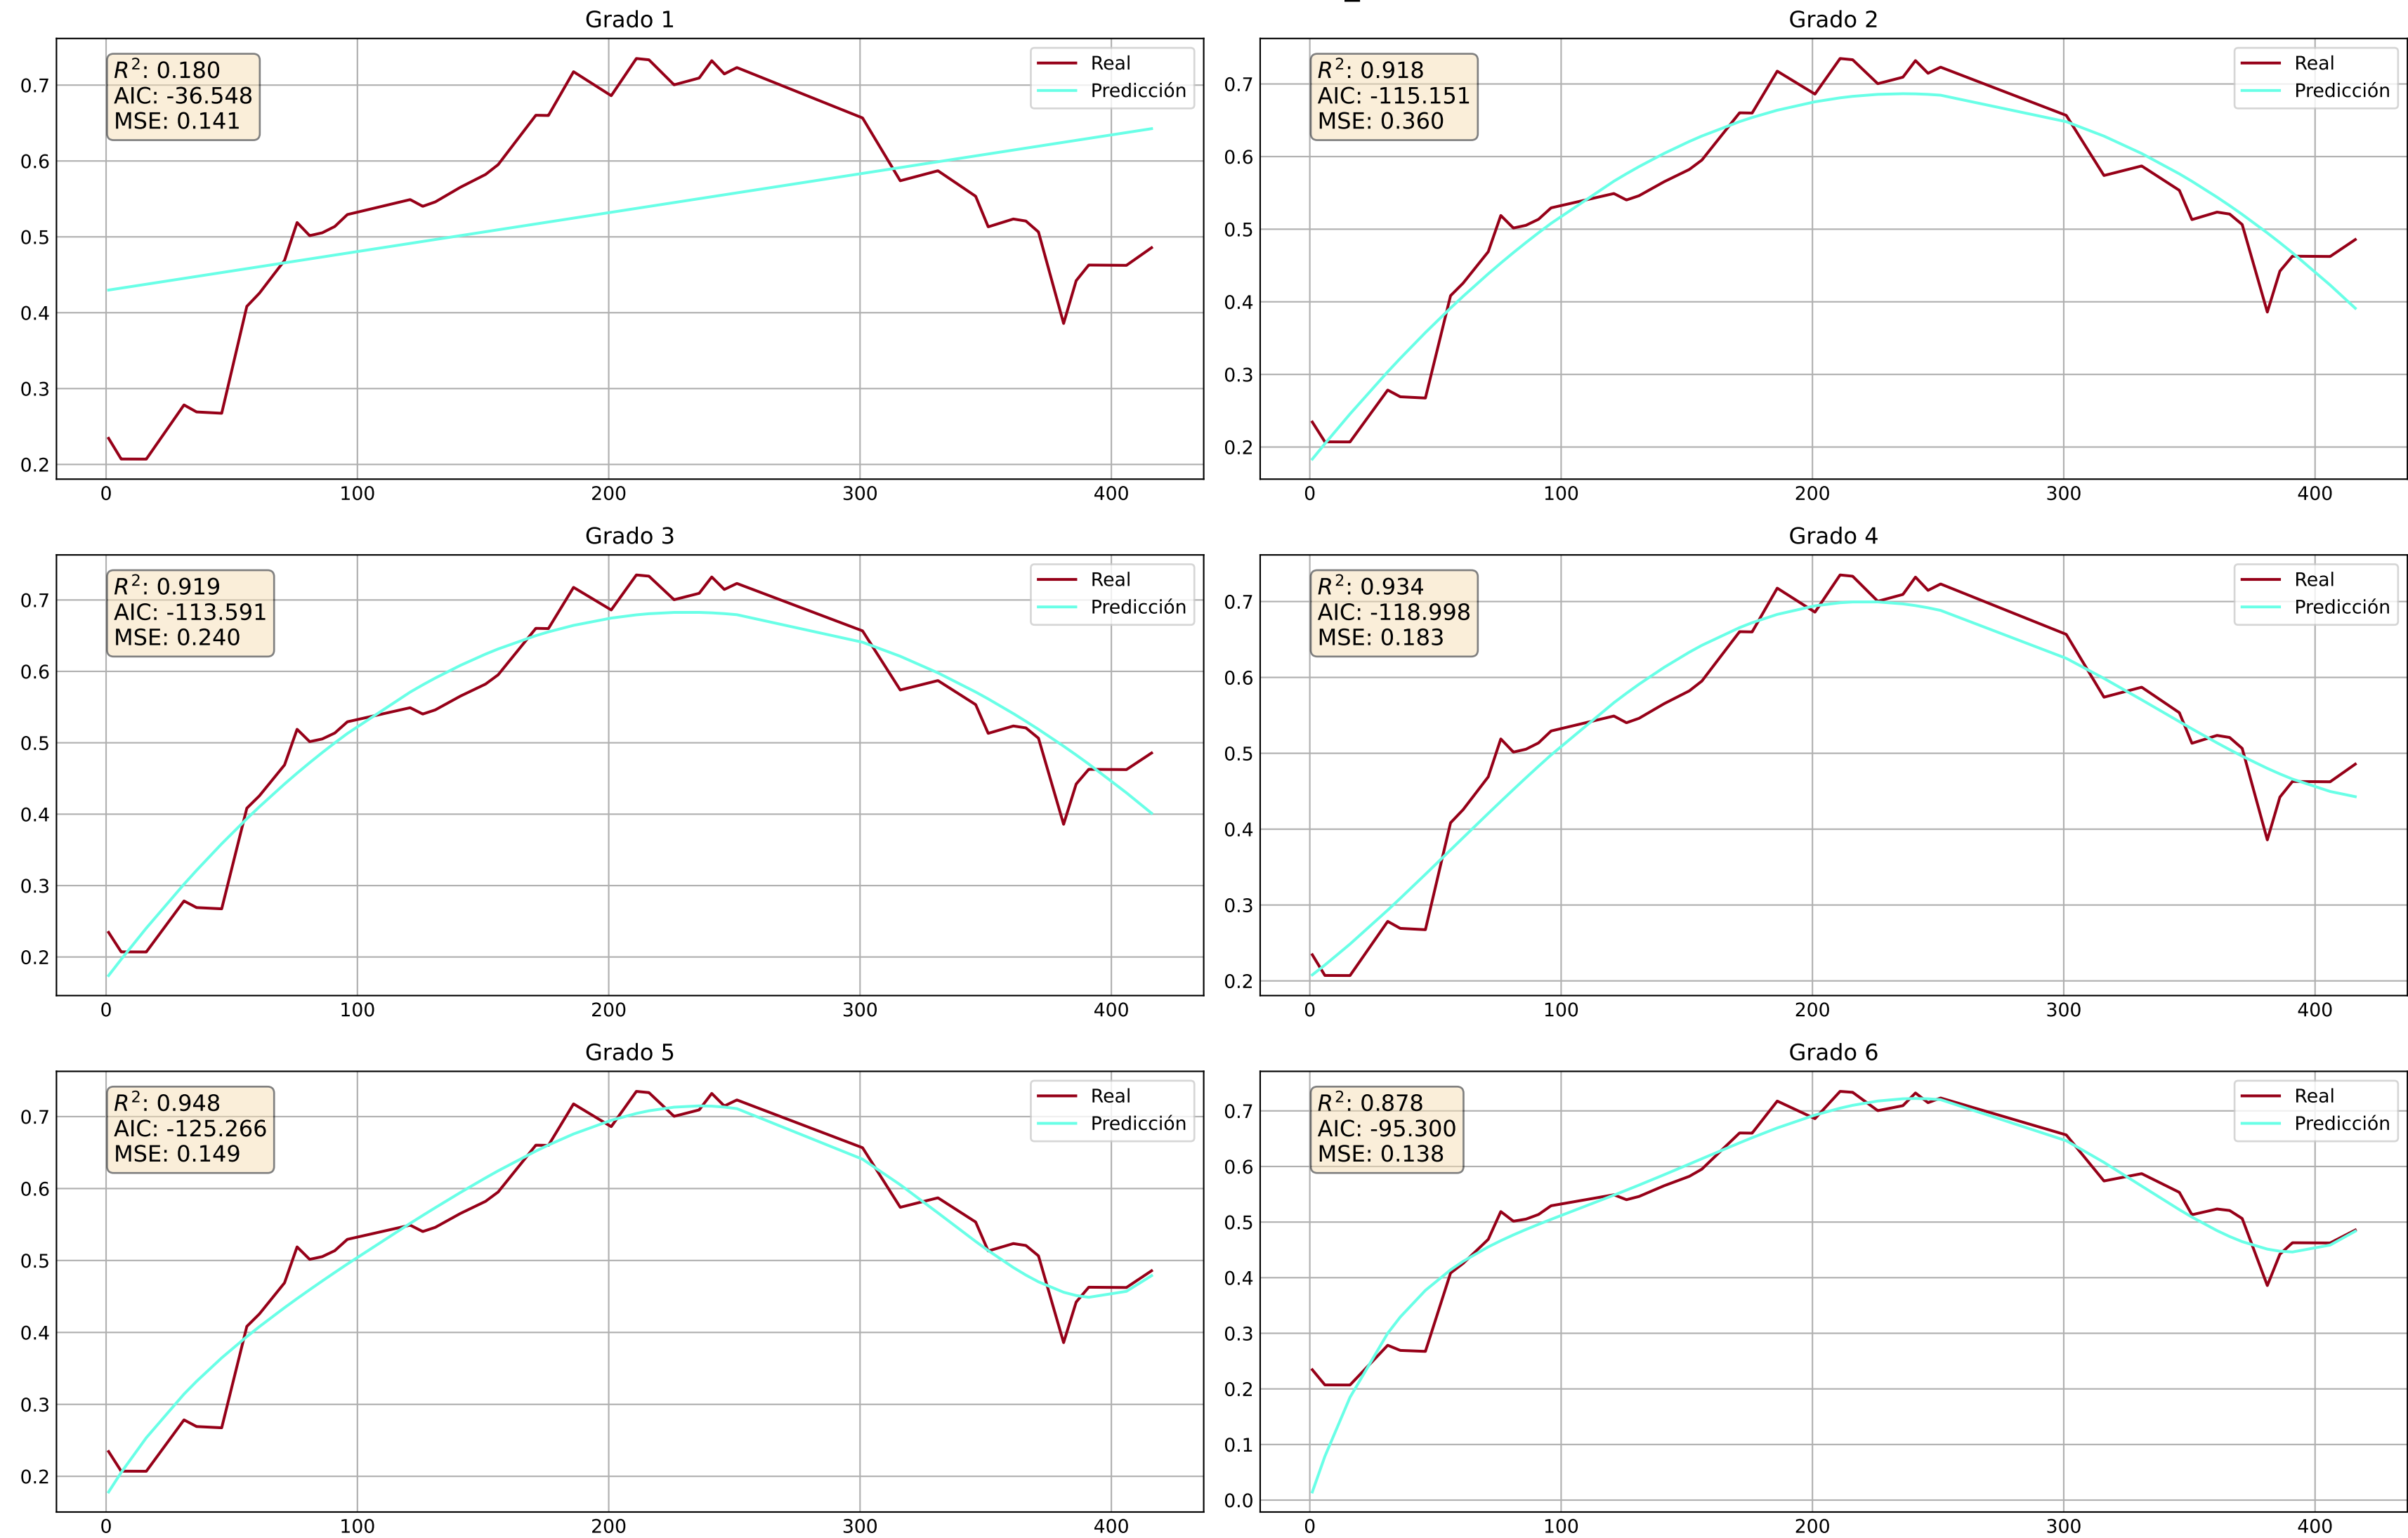 Grado 1
R²: 0.180
AIC: -36.548
MSE: 0.141
Real
Predicción
0.7
0.6
0.5
0.4
0.3
0.2
0 100 200 300 400
Grado 2
R²: 0.918
AIC: -115.151
MSE: 0.360
Real
Predicción
0.7
0.6
0.5
0.4
0.3
0.2
0 100 200 300 400
Grado 3
R²: 0.919
AIC: -113.591
MSE: 0.240
Real
Predicción
0.7
0.6
0.5
0.4
0.3
0.2
0 100 200 300 400
Grado 4
R²: 0.934
AIC: -118.998
MSE: 0.183
Real
Predicción
0.7
0.6
0.5
0.4
0.3
0.2
0 100 200 300 400
Grado 5
R²: 0.948
AIC: -125.266
MSE: 0.149
Real
Predicción
0.7
0.6
0.5
0.4
0.3
0.2
0 100 200 300 400
Grado 6
R²: 0.878
AIC: -95.300
MSE: 0.138
Real
Predicción
0.7
0.6
0.5
0.4
0.3
0.2
0.1
0.0
0 100 200 300 400